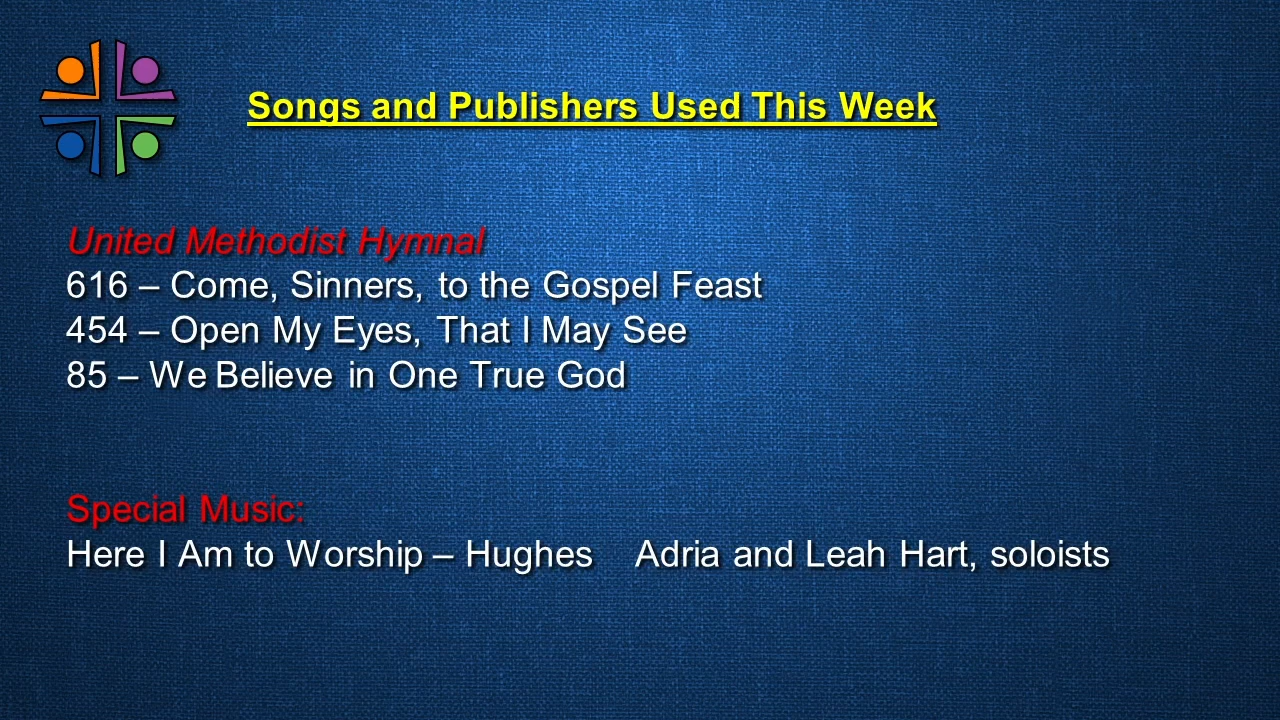 Songs and Publishers Used This Week
United Methodist Hymnal
616 – Come, Sinners, to the Gospel Feast
454 – Open My Eyes, That I May See
85 – We Believe in One True God
Special Music:
Here I Am to Worship – Hughes    Adria and Leah Hart, soloists